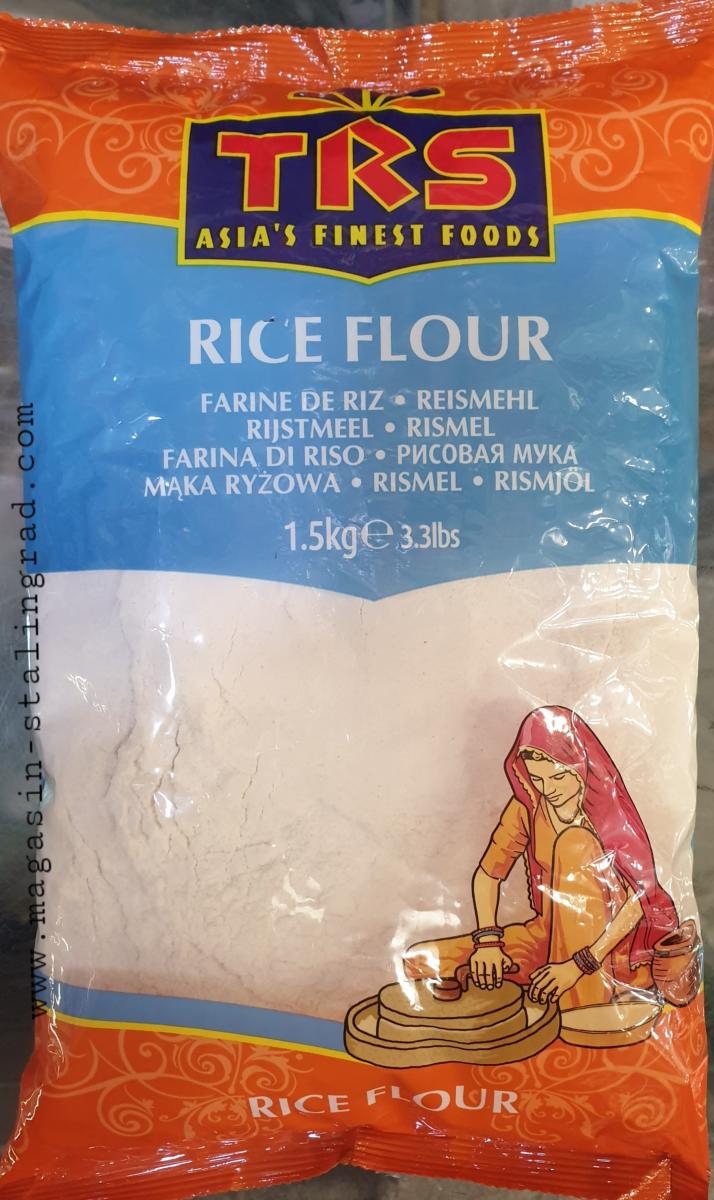 TRS
ASIA'S FINEST FOODS
RICE FLOUR
FARINE DE RIZ • REISMEHL
RIJSTMEEL • RISMEL
FARINA DI RISO • РИСОВАЯ МУКА
MĄKA RYŻOWA • RISMEL • RISMJÖL
1.5kg℮ 3.3lbs
RICE FLOUR
www.magasin-stalingrad.com